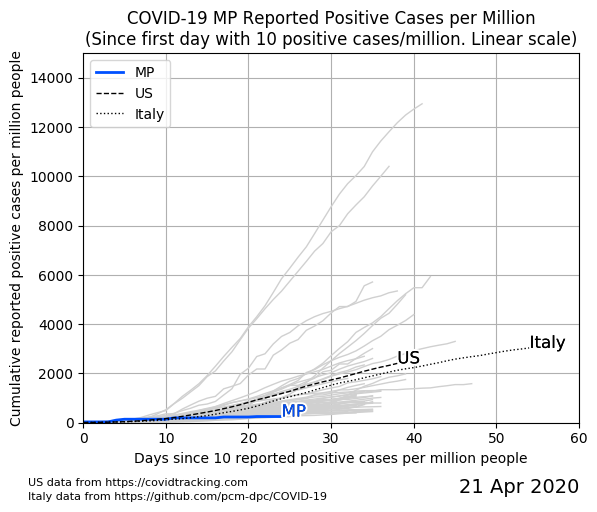 COVID-19 MP Reported Positive Cases per Million
(Since first day with 10 positive cases/million. Linear scale)
Cumulative reported positive cases per million people
14000
12000
10000
8000
6000
4000
2000
0
MP
US
Italy
Italy
US
MP
0 10 20 30 40 50 60
Days since 10 reported positive cases per million people
US data from https://covidtracking.com
Italy data from https://github.com/pcm-dpc/COVID-19
21 Apr 2020